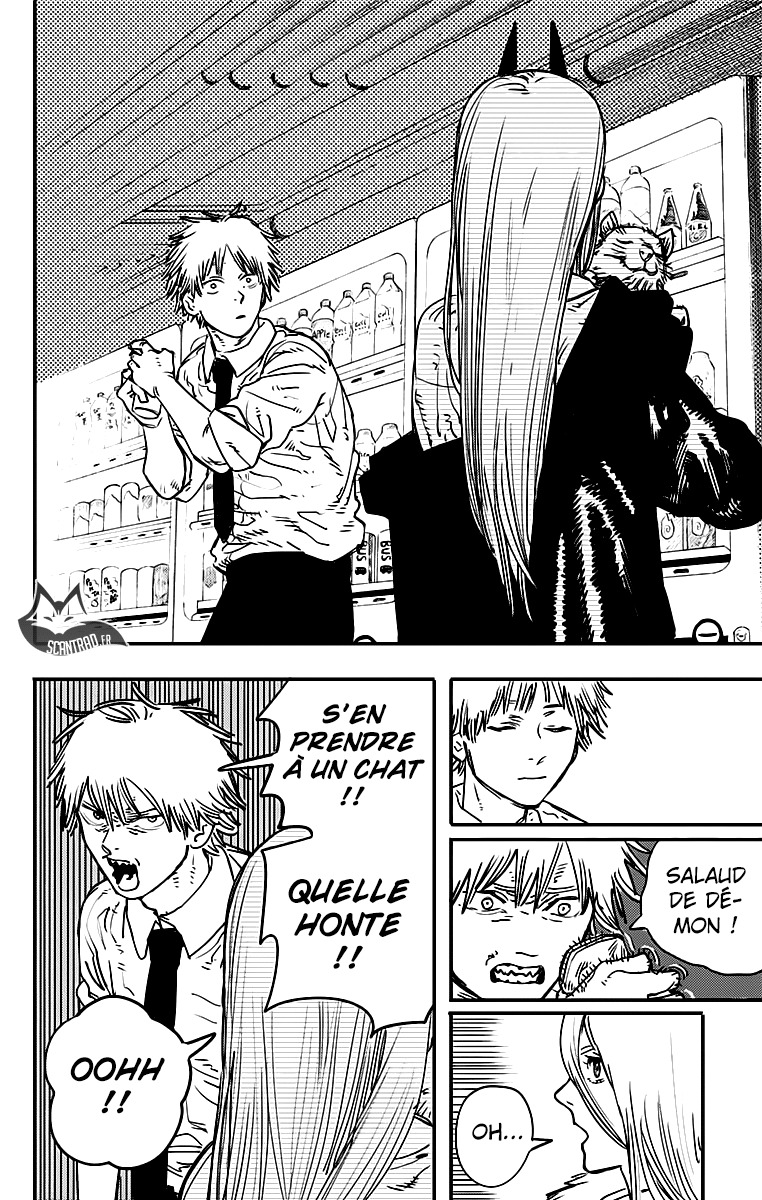 SCANTRAD.FR
SALAUD
DE DÉ-
MON !
OH...
S'EN
PRENDRE
À UN CHAT
!!
QUELLE
HONTE
!!
OOHH
!!